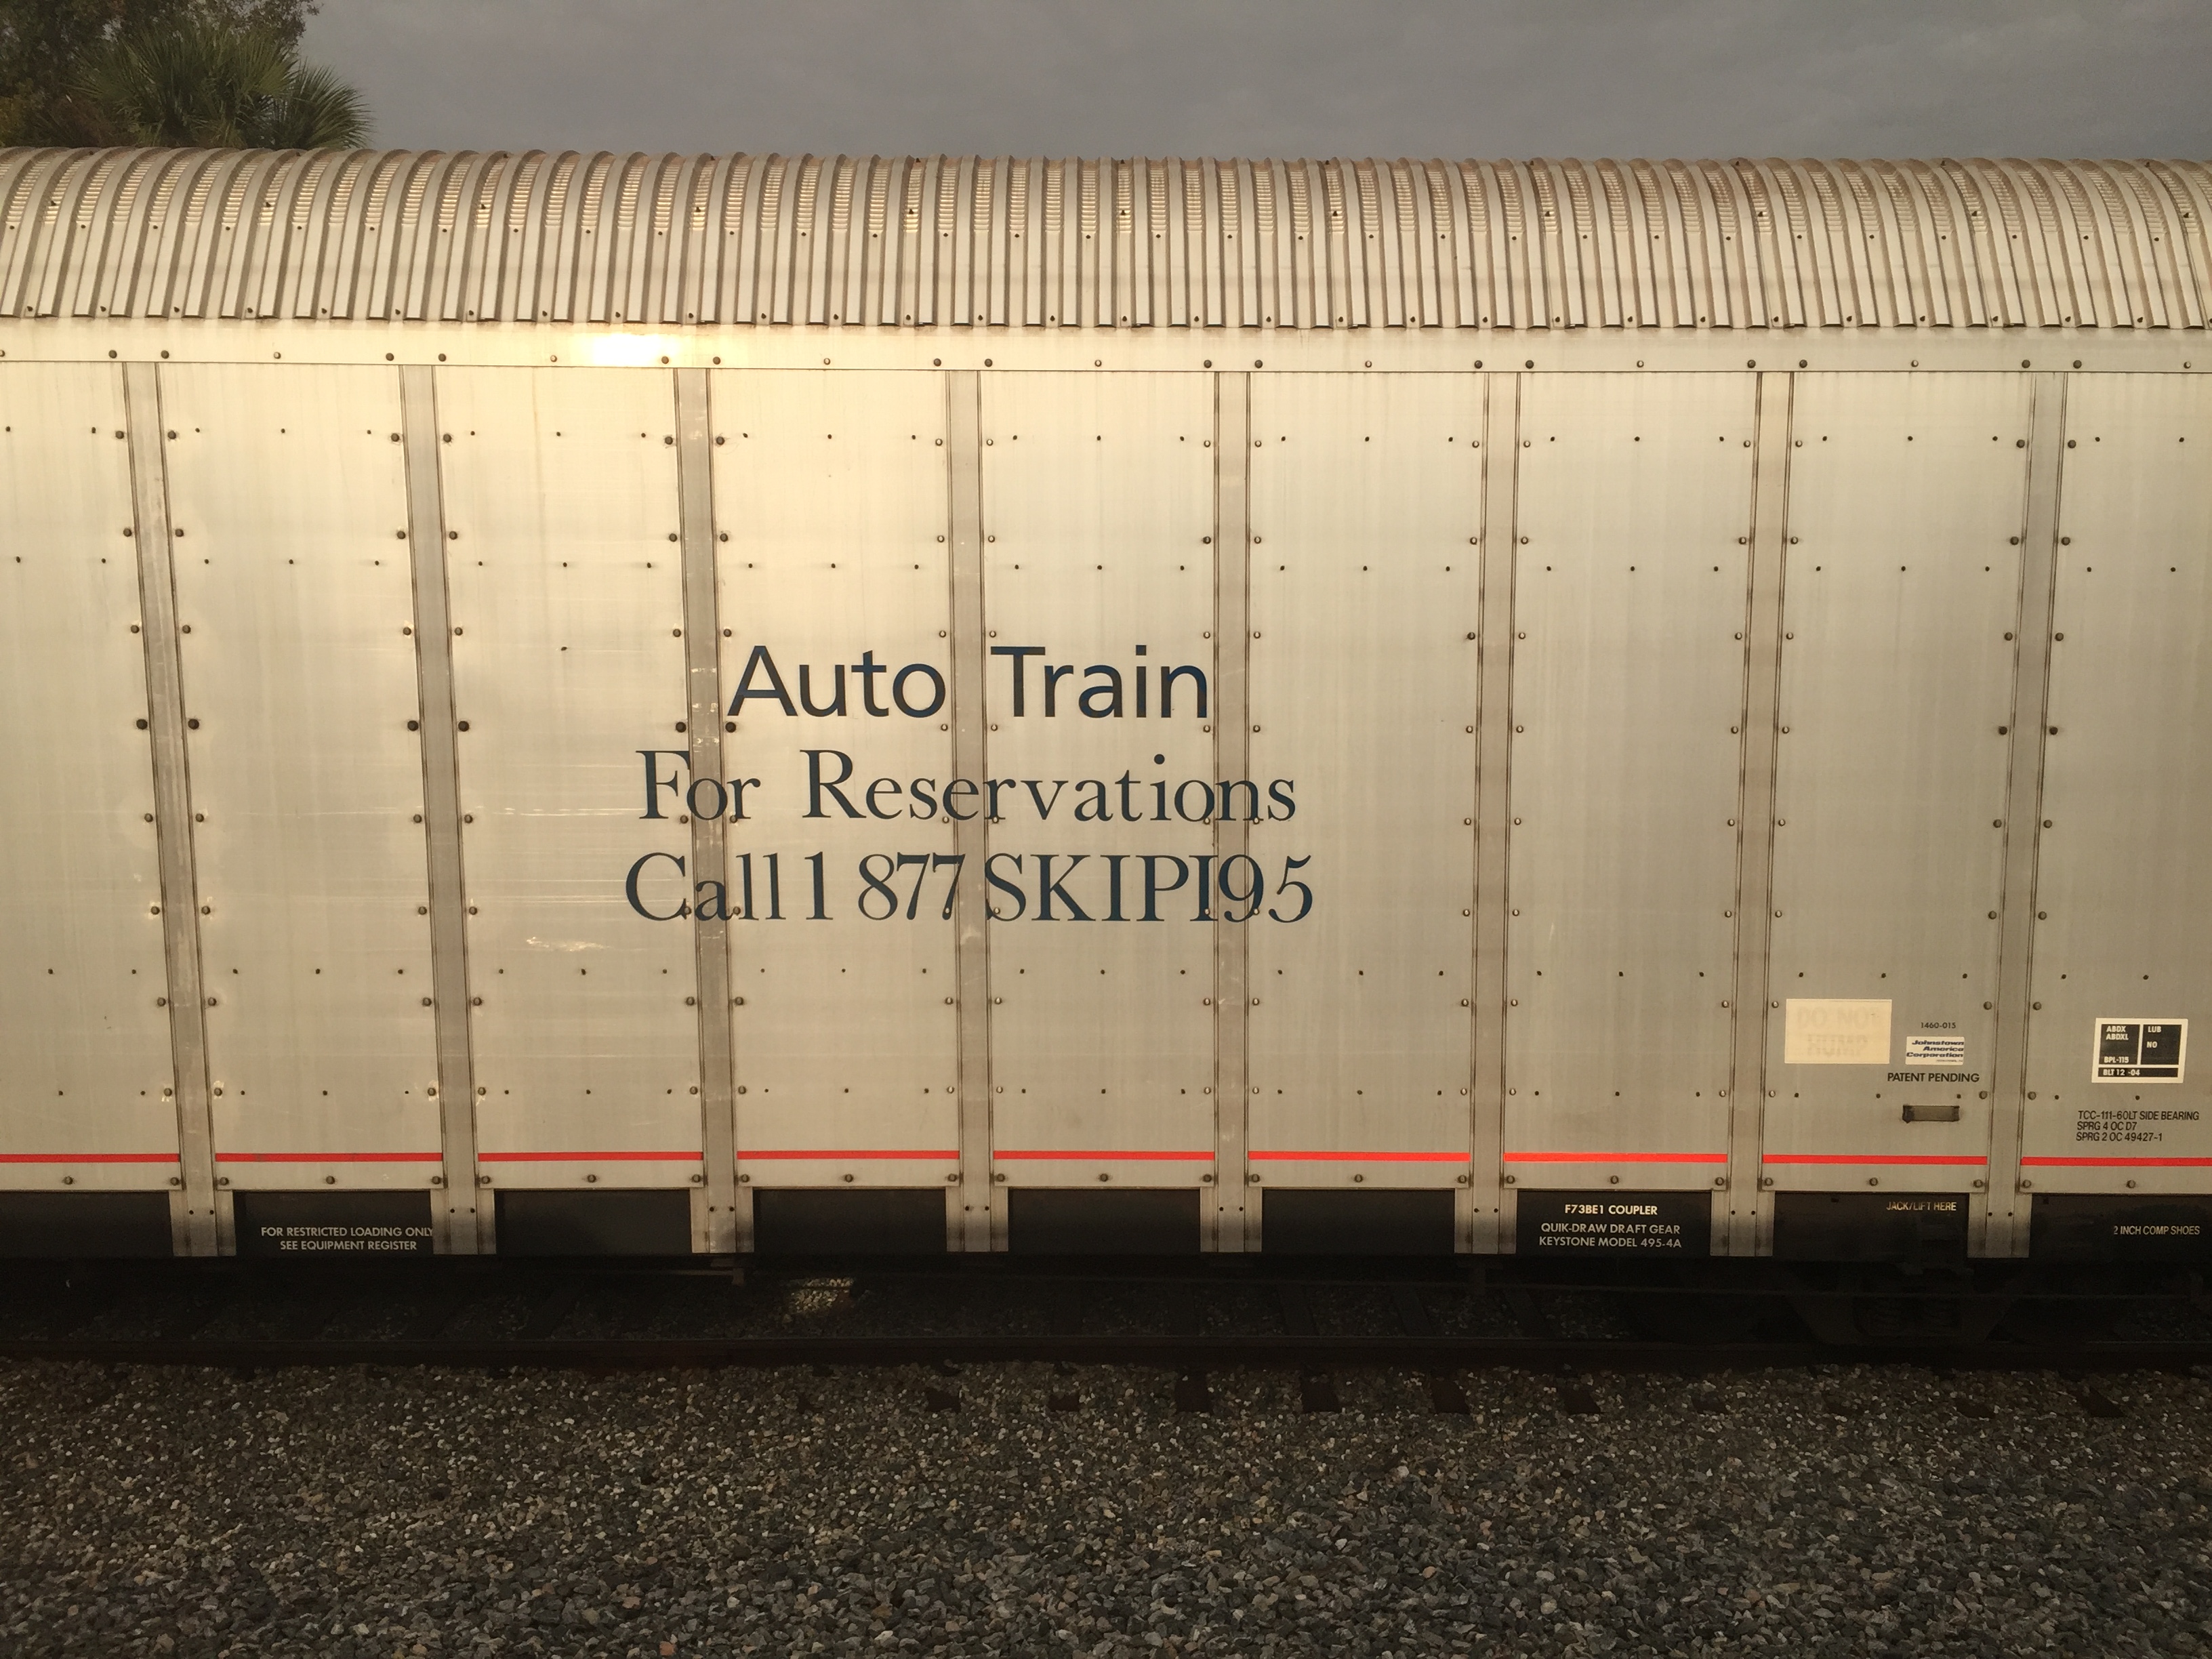 Auto Train
For Reservations
Call 1 877 SKIPI95
1460-015
Johnstown
America
Corporation
PATENT PENDING
ABDX
ABDXL
BPL-115
LUB
NO
BLT 12 -04
TCC-111-60LT SIDE BEARING
SPRG 4 OC D7
SPRG 2 OC 49427-1
FOR RESTRICTED LOADING ONLY
SEE EQUIPMENT REGISTER
F73BE1 COUPLER
QUIK-DRAW DRAFT GEAR
KEYSTONE MODEL 495-4A
JACK/LIFT HERE
2 INCH COMP SHOES